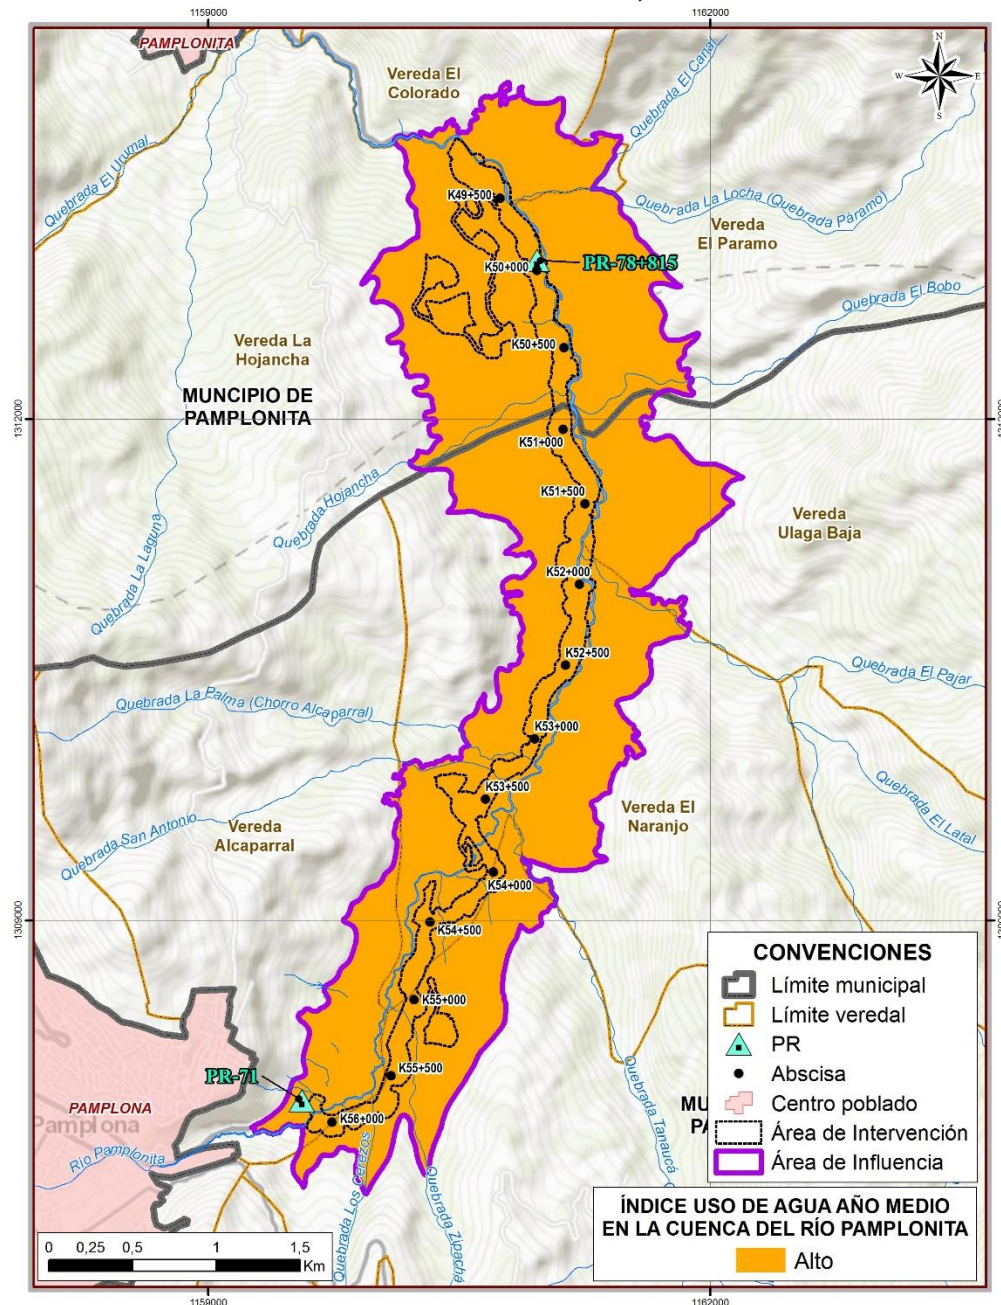 1159000
1162000
PAMPLONITA
Vereda El
Colorado
Quebrada El Canal
N
W
E
S
Quebrada El Urumal
K49+500
Quebrada La Locha (Quebrada Páramo)
Vereda
El Paramo
K50+000
PR-78+815
Quebrada El Bobo
Vereda La
Hojancha
K50+500
MUNCIPIO DE
PAMPLONITA
1312000
1312000
K51+000
Quebrada Hojancha
K51+500
Vereda
Ulaga Baja
Quebrada La Laguna
K52+000
K52+500
Quebrada El Pajar
Quebrada La Palma (Chorro Alcaparral)
K53+000
K53+500
Vereda El
Naranjo
Quebrada El Latal
Quebrada San Antonio
Vereda
Alcaparral
K54+000
K54+500
1309000
1309000
K55+000
K55+500
PR-71
K56+000
PAMPLONA
Pamplona
Río Pamplonita
Quebrada Los Cerezos
Quebrada Zipachá
Quebrada Tanaucá
MU
PA
CONVENCIONES
Límite municipal
Límite veredal
PR
Abscisa
Centro poblado
Área de Intervención
Área de Influencia
ÍNDICE USO DE AGUA AÑO MEDIO
EN LA CUENCA DEL RÍO PAMPLONITA
Alto
0 0,25 0,5 1 1,5
Km
1159000
1162000